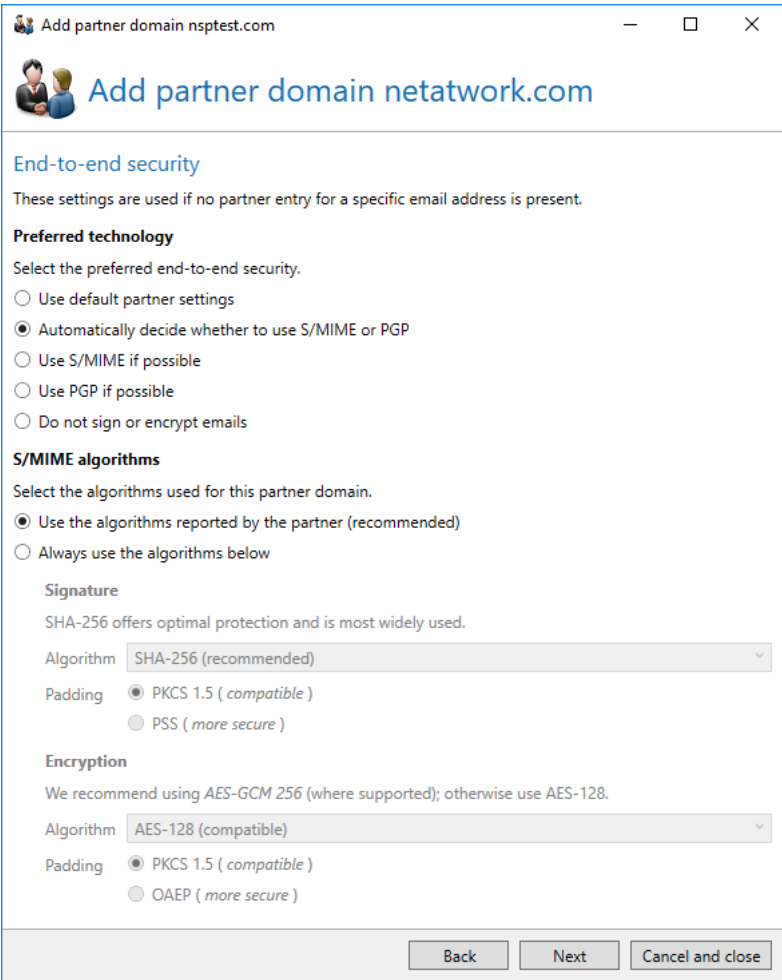 Add partner domain nsptest.com
Add partner domain netatwork.com
End-to-end security
These settings are used if no partner entry for a specific email address is present.
Preferred technology
Select the preferred end-to-end security.
Use default partner settings
Automatically decide whether to use S/MIME or PGP
Use S/MIME if possible
Use PGP if possible
Do not sign or encrypt emails
S/MIME algorithms
Select the algorithms used for this partner domain.
Use the algorithms reported by the partner (recommended)
Always use the algorithms below
Signature
SHA-256 offers optimal protection and is most widely used.
Algorithm SHA-256 (recommended)
Padding PKCS 1.5 ( compatible )
PSS ( more secure )
Encryption
We recommend using AES-GCM 256 (where supported); otherwise use AES-128.
Algorithm AES-128 (compatible)
Padding PKCS 1.5 ( compatible )
OAEP ( more secure )
Back Next Cancel and close